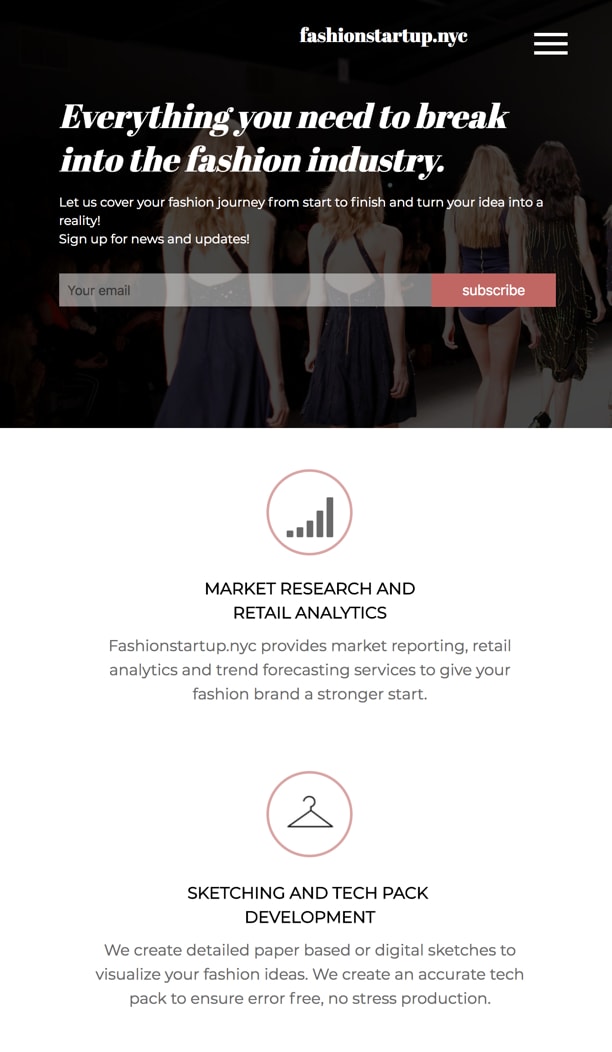 fashionstartup.nyc
Everything you need to break
into the fashion industry.
Let us cover your fashion journey from start to finish and turn your idea into a
reality!
Sign up for news and updates!
Your email
subscribe
MARKET RESEARCH AND
RETAIL ANALYTICS
Fashionstartup.nyc provides market reporting, retail
analytics and trend forecasting services to give your
fashion brand a stronger start.
SKETCHING AND TECH PACK
DEVELOPMENT
We create detailed paper based or digital sketches to
visualize your fashion ideas. We create an accurate tech
pack to ensure error free, no stress production.